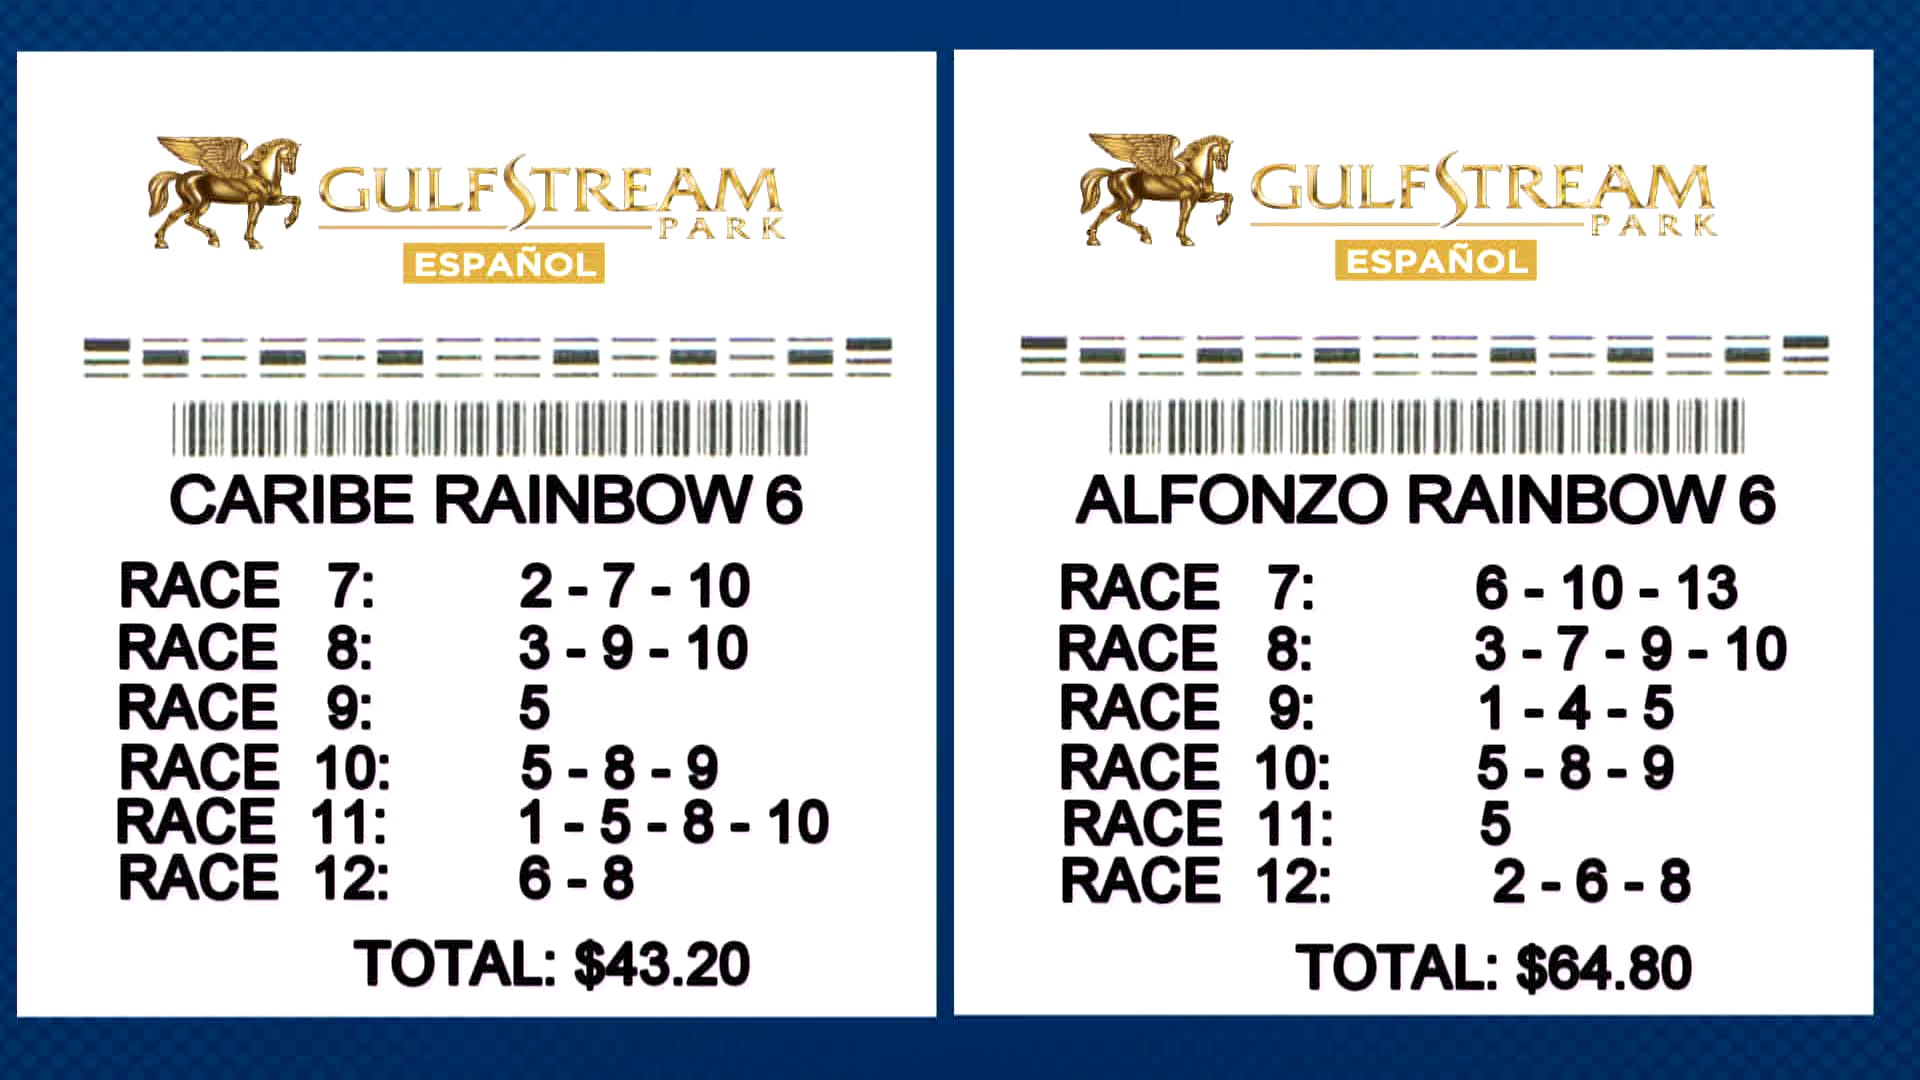 GULFSTREAM
PARK
ESPAÑOL
CARIBE RAINBOW 6
RACE 7: 2 - 7 - 10
RACE 8: 3 - 9 - 10
RACE 9: 5
RACE 10: 5 - 8 - 9
RACE 11: 1 - 5 - 8 - 10
RACE 12: 6 - 8
TOTAL: $43.20
GULFSTREAM
PARK
ESPAÑOL
ALFONZO RAINBOW 6
RACE 7: 6 - 10 - 13
RACE 8: 3 - 7 - 9 - 10
RACE 9: 1 - 4 - 5
RACE 10: 5 - 8 - 9
RACE 11: 5
RACE 12: 2 - 6 - 8
TOTAL: $64.80